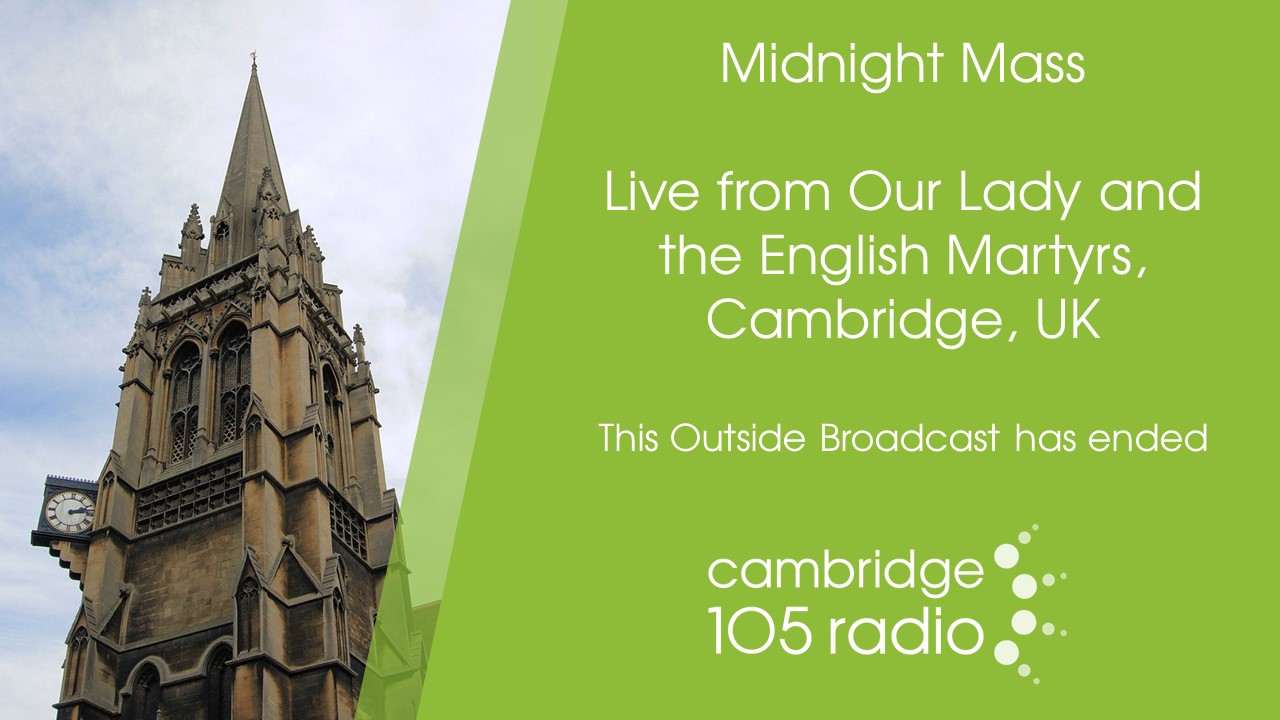 Midnight Mass
Live from Our Lady and
the English Martyrs,
Cambridge, UK
This Outside Broadcast has ended
cambridge
105 radio